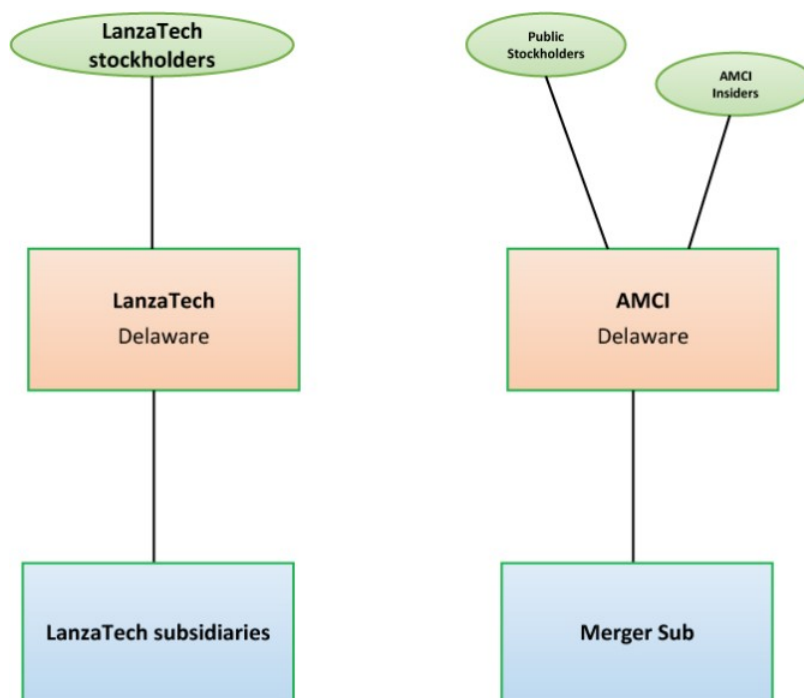 LanzaTech
stockholders
Public
Stockholders
AMCI
Insiders
LanzaTech
Delaware
AMCI
Delaware
LanzaTech subsidiaries
Merger Sub